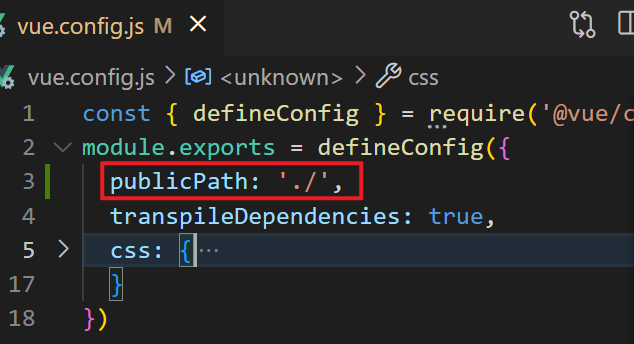 vue.config.js M
vue.config.js > <unknown> > css
1 const { defineConfig } = require('@vue/c
2 module.exports = defineConfig({
3 publicPath: './',
4 transpileDependencies: true,
5 css: {…
17 }
18 })